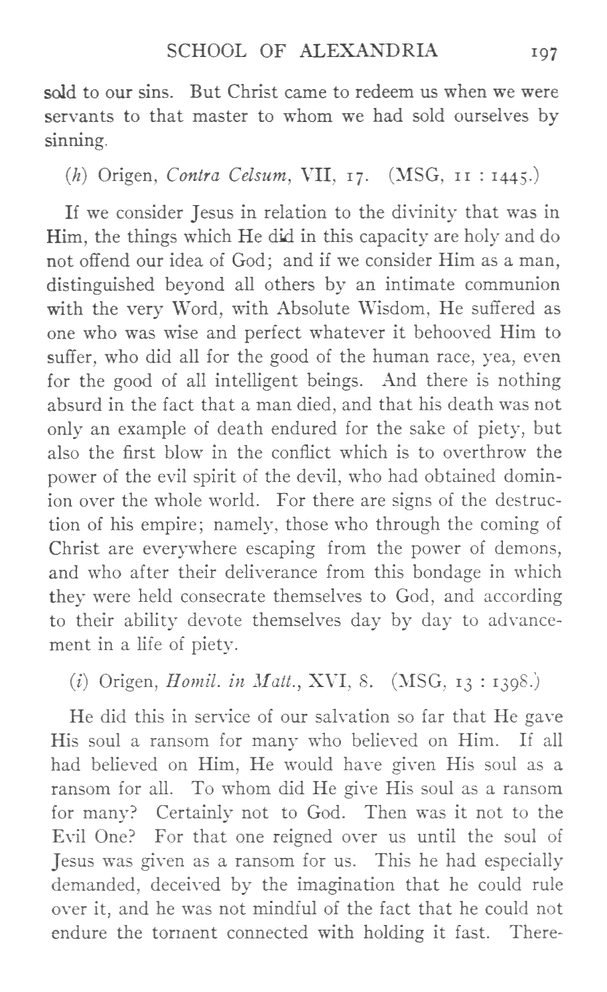 SCHOOL OF ALEXANDRIA 197
sold to our sins. But Christ came to redeem us when we were
servants to that master to whom we had sold ourselves by
sinning.
(h) Origen, Contra Celsum, VII, 17. (MSG, 11 : 1445.)
If we consider Jesus in relation to the divinity that was in
Him, the things which He did in this capacity are holy and do
not offend our idea of God; and if we consider Him as a man,
distinguished beyond all others by an intimate communion
with the very Word, with Absolute Wisdom, He suffered as
one who was wise and perfect whatever it behooved Him to
suffer, who did all for the good of the human race, yea, even
for the good of all intelligent beings. And there is nothing
absurd in the fact that a man died, and that his death was not
only an example of death endured for the sake of piety, but
also the first blow in the conflict which is to overthrow the
power of the evil spirit of the devil, who had obtained domin-
ion over the whole world. For there are signs of the destruc-
tion of his empire; namely, those who through the coming of
Christ are everywhere escaping from the power of demons,
and who after their deliverance from this bondage in which
they were held consecrate themselves to God, and according
to their ability devote themselves day by day to advance-
ment in a life of piety.
(i) Origen, Homil. in Matt., XVI, 8. (MSG, 13 : 1398.)
He did this in service of our salvation so far that He gave
His soul a ransom for many who believed on Him. If all
had believed on Him, He would have given His soul as a
ransom for all. To whom did He give His soul as a ransom
for many? Certainly not to God. Then was it not to the
Evil One? For that one reigned over us until the soul of
Jesus was given as a ransom for us. This he had especially
demanded, deceived by the imagination that he could rule
over it, and he was not mindful of the fact that he could not
endure the torment connected with holding it fast. There-